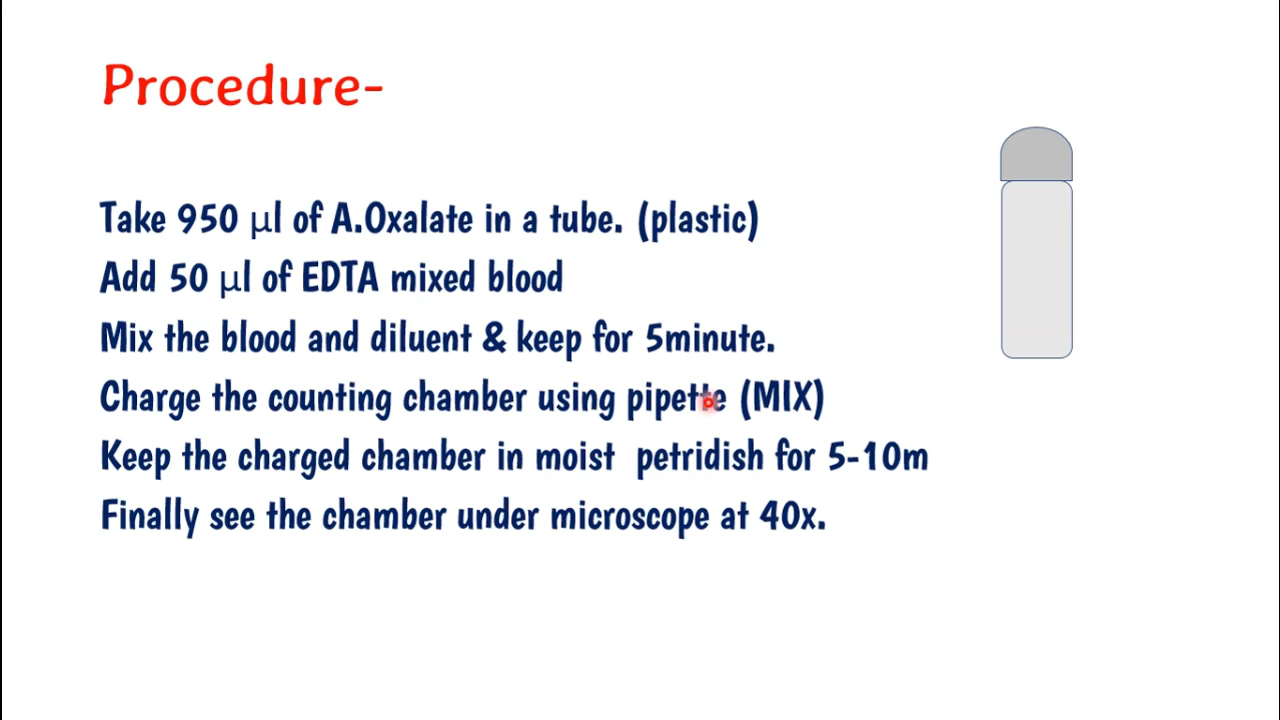 Procedure-
Take 950 µl of A.Oxalate in a tube. (plastic)
Add 50 µl of EDTA mixed blood
Mix the blood and diluent & keep for 5minute.
Charge the counting chamber using pipette (MIX)
Keep the charged chamber in moist petridish for 5-10m
Finally see the chamber under microscope at 40x.